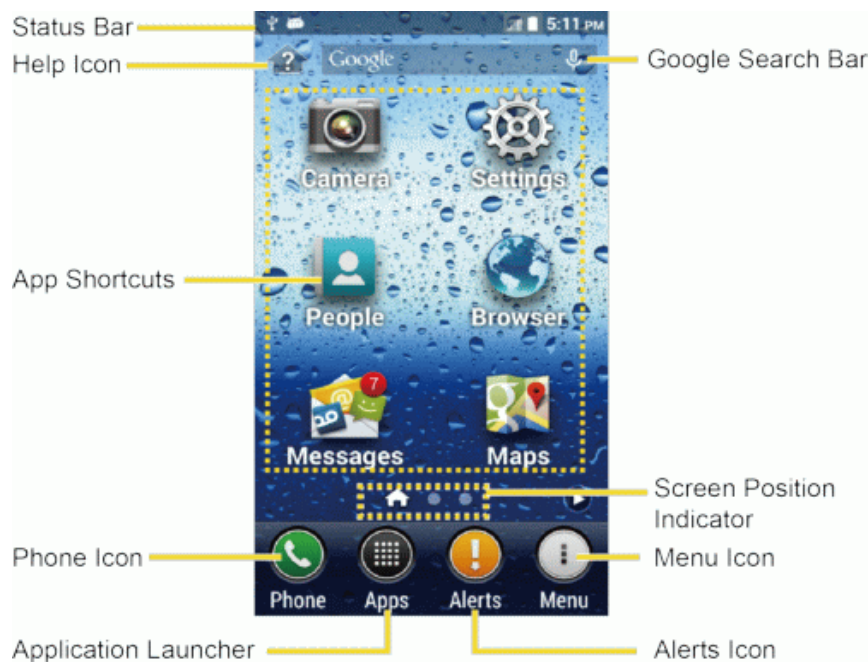 Status Bar
5:11 PM
Help Icon
Google
Google Search Bar
Camera
Settings
App Shortcuts
People
Browser
7
Messages
Maps
Screen Position
Indicator
Phone Icon
Menu Icon
Phone
Apps
Alerts
Menu
Application Launcher
Alerts Icon